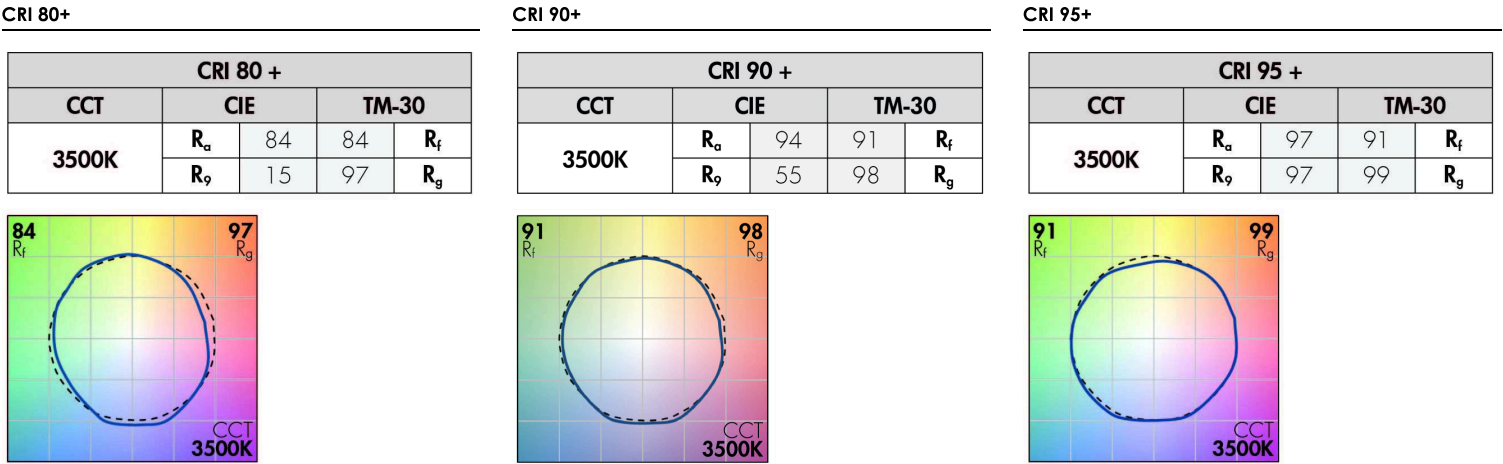 CRI 80+
CRI 80 +
CCT CIE TM-30
3500K
Ra 84 84 Rf
R9 15 97 Rg
84 97
Rf Rg
CCT
3500K
CRI 90+
CRI 90 +
CCT CIE TM-30
3500K
Ra 94 91 Rf
R9 55 98 Rg
91 98
Rf Rg
CCT
3500K
CRI 95+
CRI 95 +
CCT CIE TM-30
3500K
Ra 97 91 Rf
R9 97 99 Rg
91 99
Rf Rg
CCT
3500K